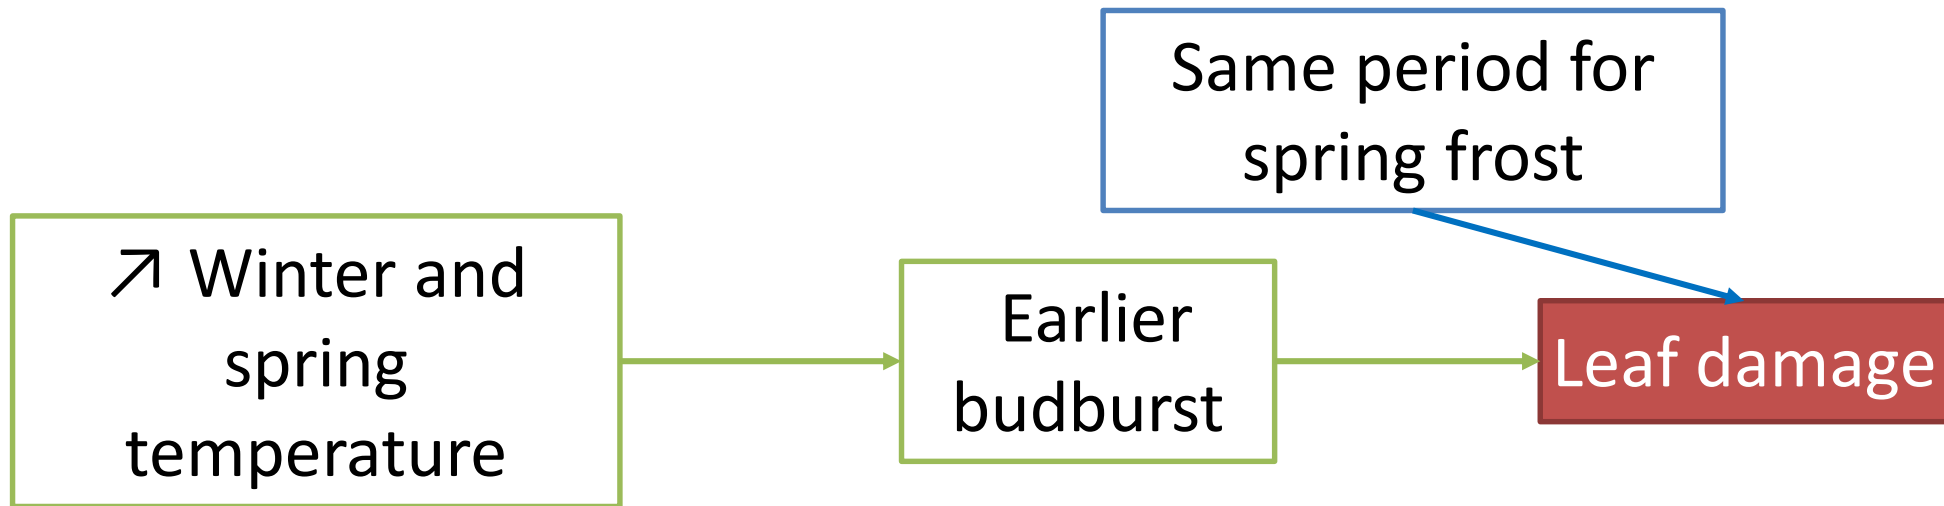 Same period for
spring frost
↗ Winter and
spring
temperature
Earlier
budburst
Leaf damage